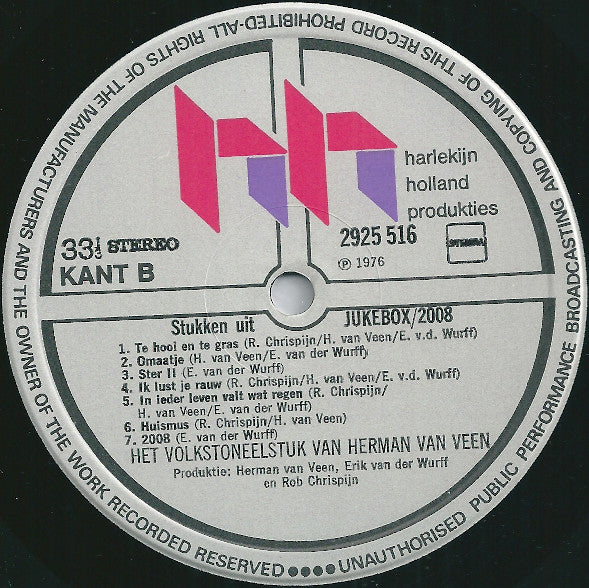 UNAUTHORISED PUBLIC PERFORMANCE BROADCASTING AND COPYING OF THIS RECORD PROHIBITED-ALL RIGHTS OF THE MANUFACTURERS AND THE OWNER OF THE WORK RECORDED RESERVED
hh
harlekijn
holland
produkties
33⅓ STEREO
KANT B
2925 516
STEMRA
℗ 1976
Stukken uit JUKEBOX/2008
1. Te hooi en te gras (R. Chrispijn/H. van Veen/E. v.d. Wurff)
2. Omaatje (H. van Veen/E. van der Wurff)
3. Ster II (E. van der Wurff)
4. Ik lust je rauw (R. Chrispijn/H. van Veen/E. v.d. Wurff)
5. In ieder leven valt wat regen (R. Chrispijn/
H. van Veen/E. van der Wurff)
6. Huismus (R. Chrispijn/H. van Veen)
7. 2008 (E. van der Wurff)
HET VOLKSTONEELSTUK VAN HERMAN VAN VEEN
Produktie: Herman van Veen, Erik van der Wurff
en Rob Chrispijn